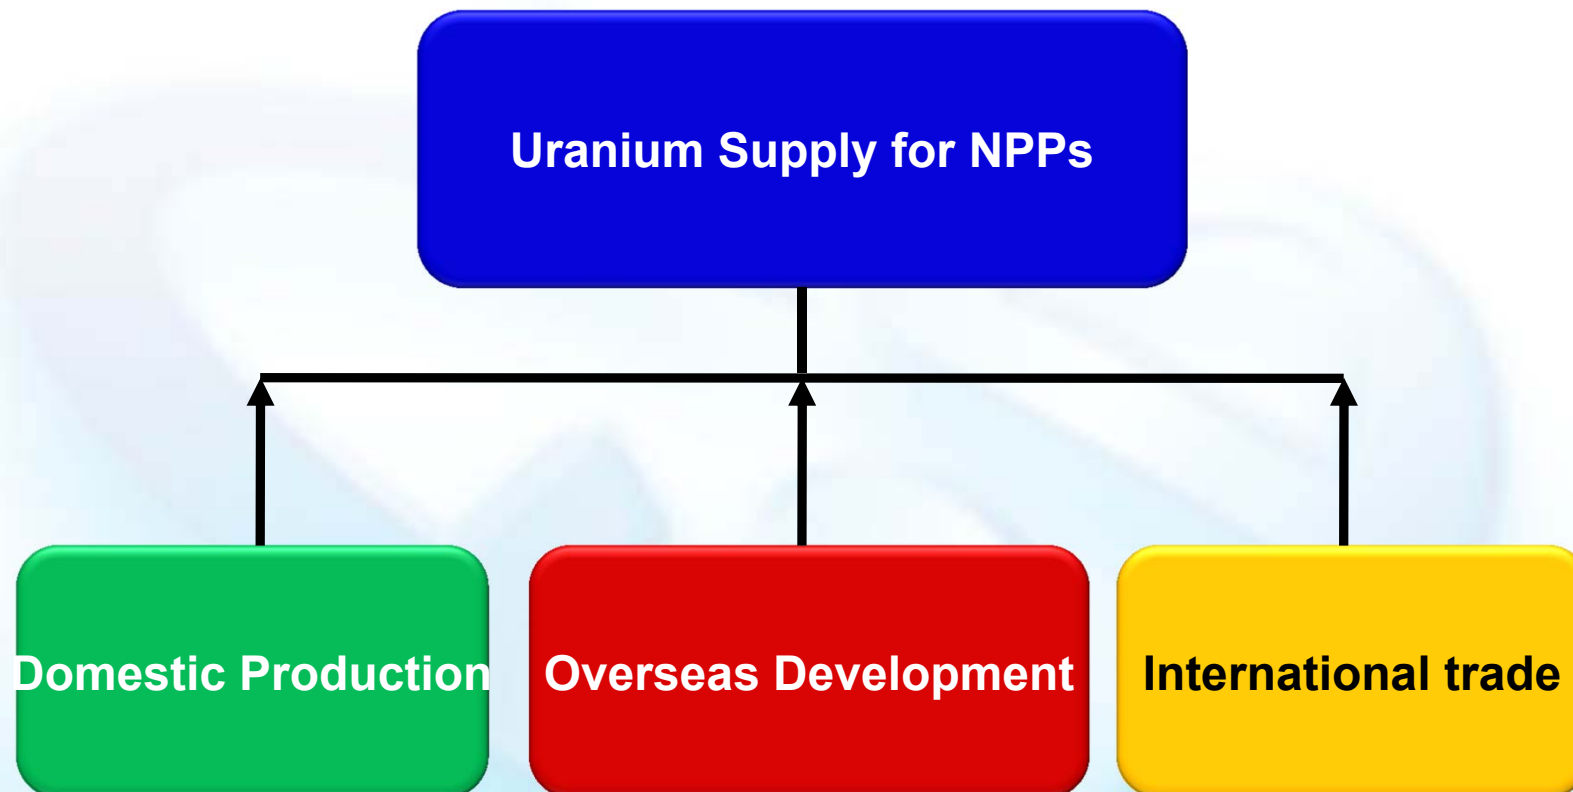 Uranium Supply for NPPs
Domestic Production
Overseas Development
International trade